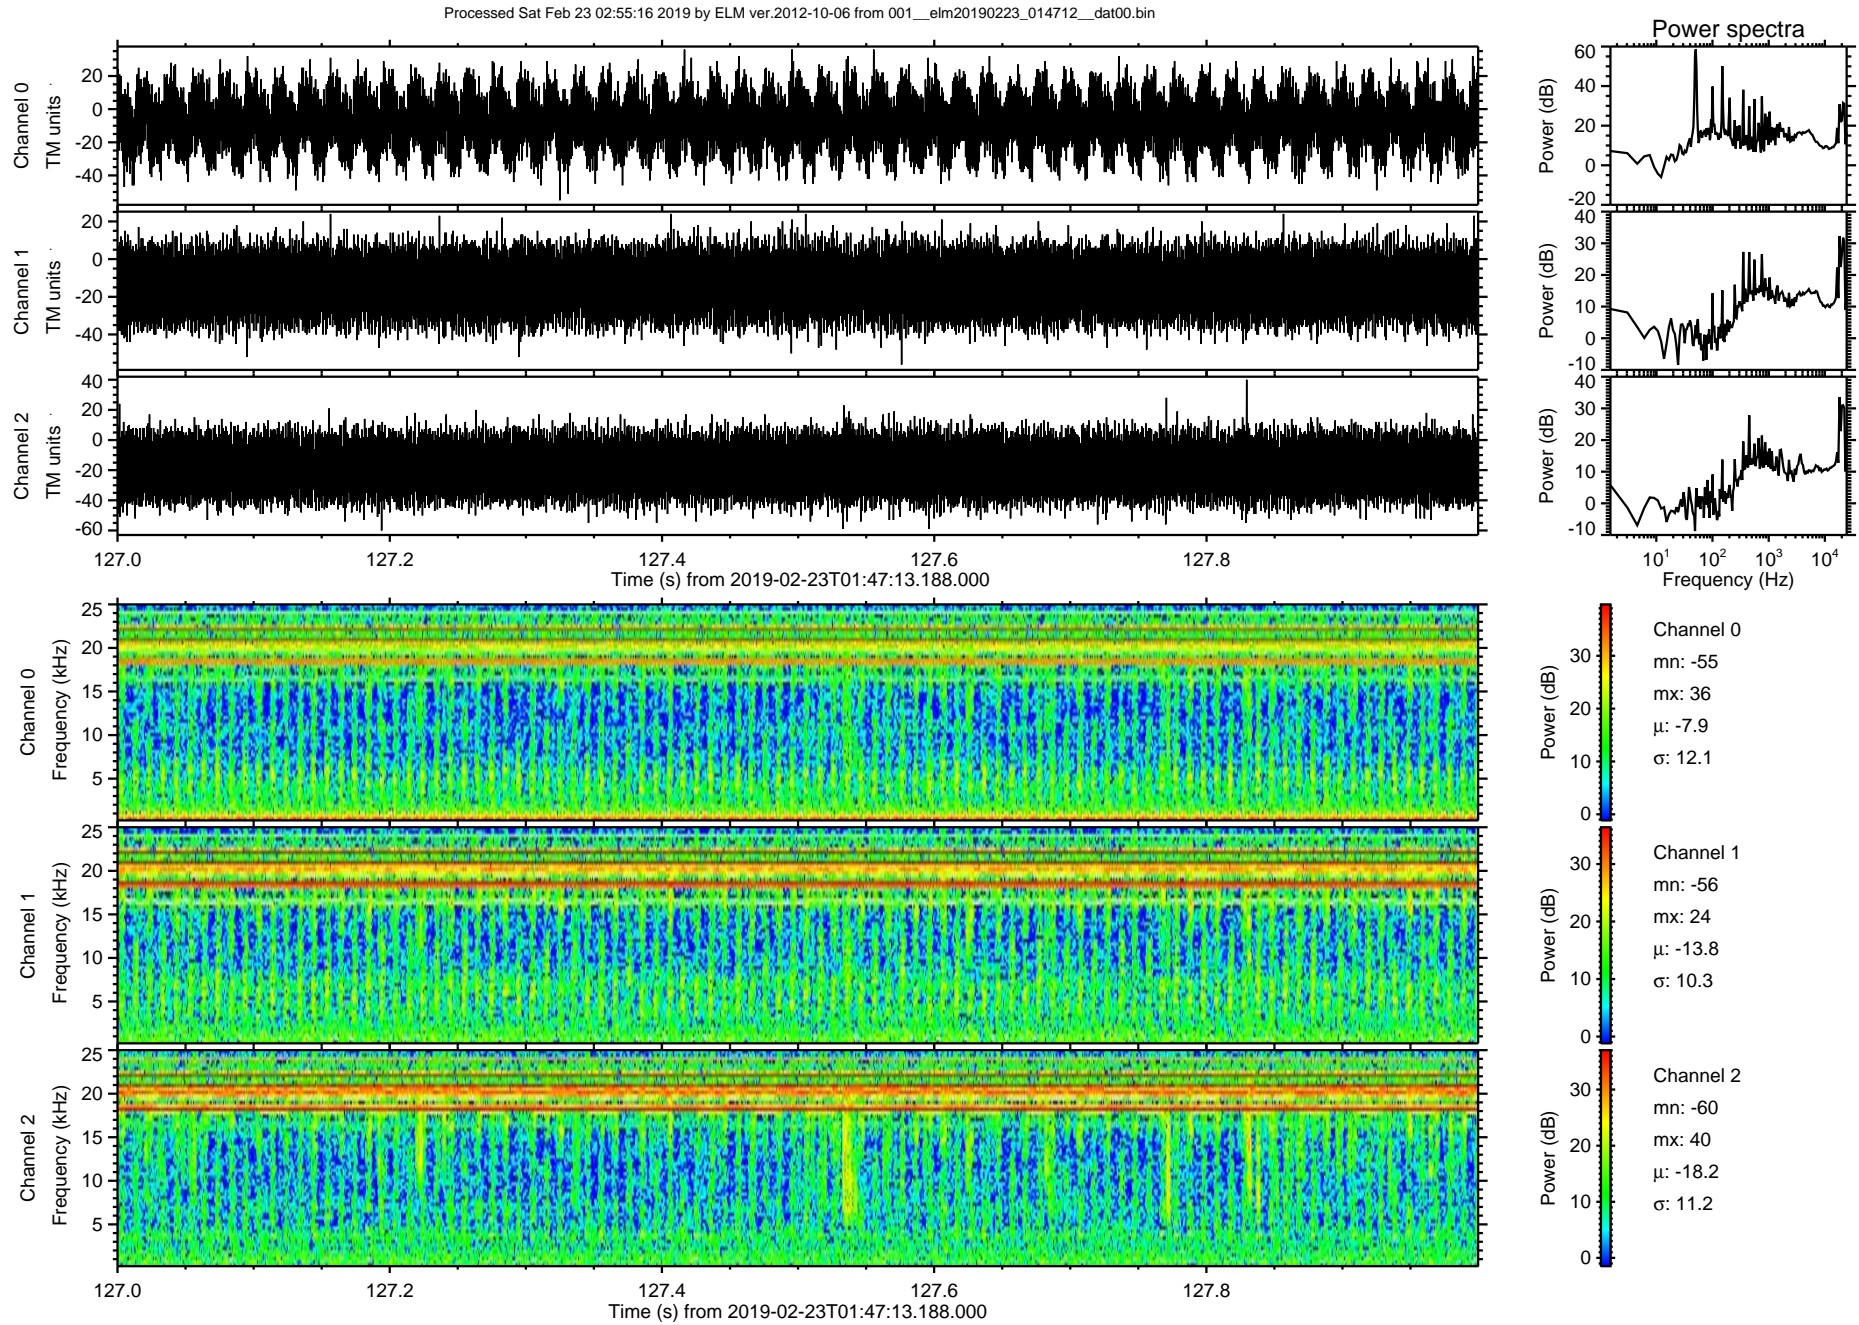 Processed Sat Feb 23 02:55:16 2019 by ELM ver.2012-10-06 from 001__elm20190223_014712__dat00.bin
Power spectra
Channel 0
TM units
20
0
-20
-40
Power (dB)
60
40
20
0
-20
Channel 1
TM units
20
0
-20
-40
Power (dB)
40
30
20
10
0
-10
Channel 2
TM units
40
20
0
-20
-40
-60
Power (dB)
40
30
20
10
0
-10
127.0 127.2 127.4 127.6 127.8
Time (s) from 2019-02-23T01:47:13.188.000
10¹ 10² 10³ 10⁴
Frequency (Hz)
Channel 0
Frequency (kHz)
25
20
15
10
5
Power (dB)
30
20
10
0
Channel 0
mn: -55
mx: 36
μ: -7.9
σ: 12.1
Channel 1
Frequency (kHz)
25
20
15
10
5
Power (dB)
30
20
10
0
Channel 1
mn: -56
mx: 24
μ: -13.8
σ: 10.3
Channel 2
Frequency (kHz)
25
20
15
10
5
Power (dB)
30
20
10
0
Channel 2
mn: -60
mx: 40
μ: -18.2
σ: 11.2
127.0 127.2 127.4 127.6 127.8
Time (s) from 2019-02-23T01:47:13.188.000